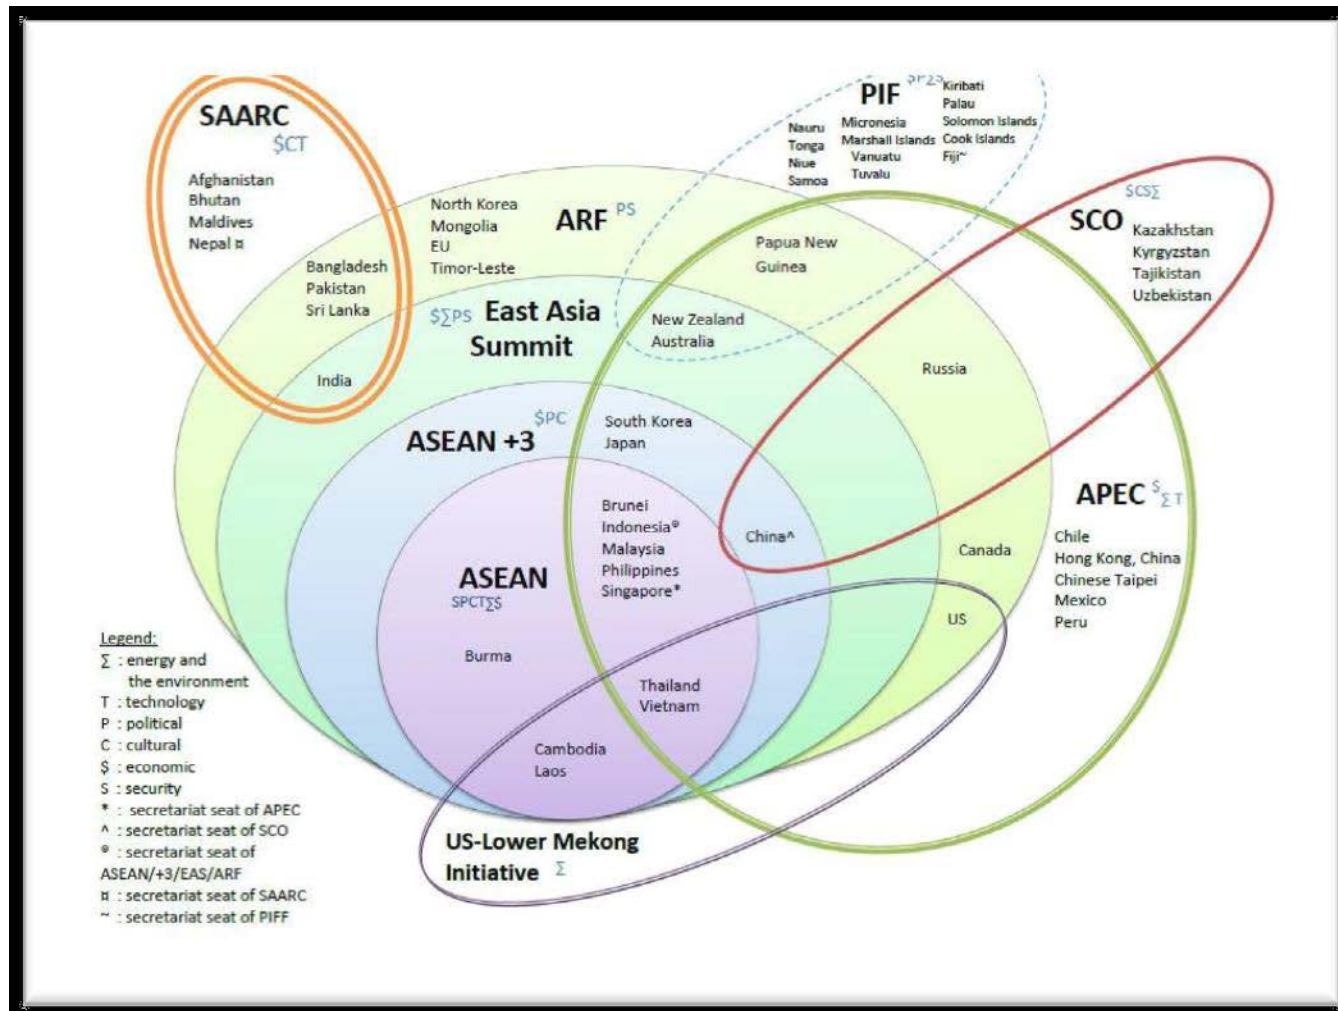 SAARC
$CT
Afghanistan
Bhutan
Maldives
Nepal ¤
Bangladesh
Pakistan
Sri Lanka
India
North Korea
Mongolia
EU
Timor-Leste
ARF PS
$∑PS East Asia
Summit
$PC
ASEAN +3
ASEAN
SPCT∑$
Burma
Cambodia
Laos
Thailand
Vietnam
Brunei
Indonesia®
Malaysia
Philippines
Singapore*
South Korea
Japan
China^
New Zealand
Australia
Papua New
Guinea
PIF $P∑S
Nauru
Tonga
Niue
Samoa
Micronesia
Marshall Islands
Vanuatu
Tuvalu
Kiribati
Palau
Solomon Islands
Cook Islands
Fiji~
$CS∑
SCO
Kazakhstan
Kyrgyzstan
Tajikistan
Uzbekistan
Russia
Canada
US
APEC $∑ T
Chile
Hong Kong, China
Chinese Taipei
Mexico
Peru
US-Lower Mekong
Initiative ∑
Legend:
∑ : energy and
the environment
T : technology
P : political
C : cultural
$ : economic
S : security
* : secretariat seat of APEC
^ : secretariat seat of SCO
® : secretariat seat of
ASEAN/+3/EAS/ARF
¤ : secretariat seat of SAARC
~ : secretariat seat of PIFF